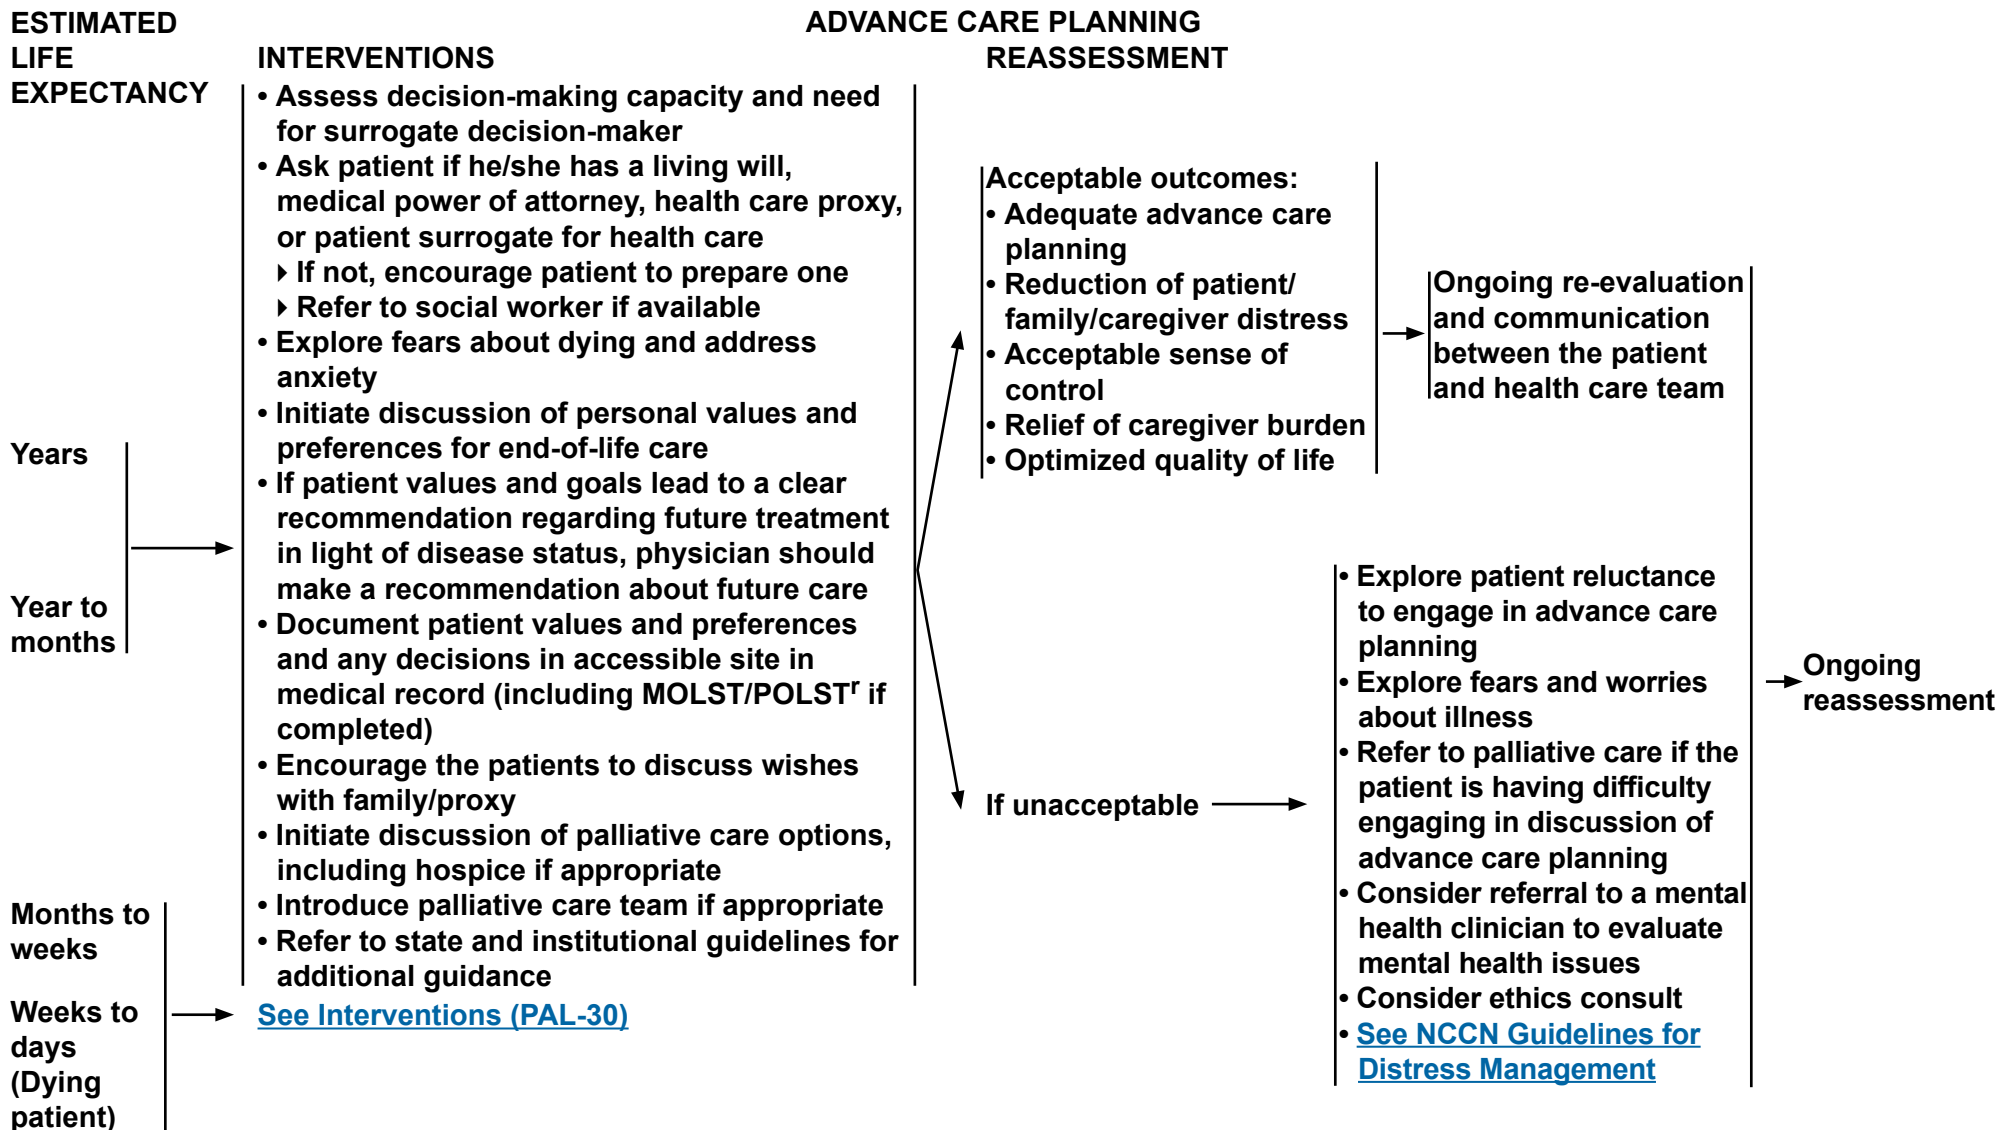 ADVANCE CARE PLANNING
ESTIMATED
LIFE
EXPECTANCY
INTERVENTIONS
REASSESSMENT
Years
Year to
months
• Assess decision-making capacity and need
for surrogate decision-maker
• Ask patient if he/she has a living will,
medical power of attorney, health care proxy,
or patient surrogate for health care
‣ If not, encourage patient to prepare one
‣ Refer to social worker if available
• Explore fears about dying and address
anxiety
• Initiate discussion of personal values and
preferences for end-of-life care
• If patient values and goals lead to a clear
recommendation regarding future treatment
in light of disease status, physician should
make a recommendation about future care
• Document patient values and preferences
and any decisions in accessible site in
medical record (including MOLST/POLSTʳ if
completed)
• Encourage the patients to discuss wishes
with family/proxy
• Initiate discussion of palliative care options,
including hospice if appropriate
• Introduce palliative care team if appropriate
• Refer to state and institutional guidelines for
additional guidance
Months to
weeks
Weeks to
days
(Dying
patient)
See Interventions (PAL-30)
Acceptable outcomes:
• Adequate advance care
planning
• Reduction of patient/
family/caregiver distress
• Acceptable sense of
control
• Relief of caregiver burden
• Optimized quality of life
Ongoing re-evaluation
and communication
between the patient
and health care team
If unacceptable
• Explore patient reluctance
to engage in advance care
planning
• Explore fears and worries
about illness
• Refer to palliative care if the
patient is having difficulty
engaging in discussion of
advance care planning
• Consider referral to a mental
health clinician to evaluate
mental health issues
• Consider ethics consult
• See NCCN Guidelines for
Distress Management
Ongoing
reassessment